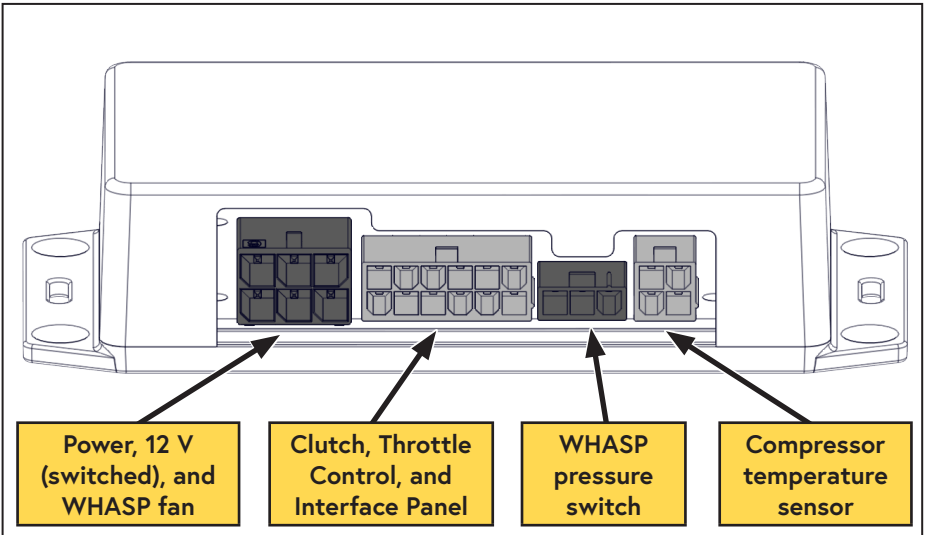 Power, 12 V
(switched), and
WHASP fan
Clutch, Throttle
Control, and
Interface Panel
WHASP
pressure
switch
Compressor
temperature
sensor